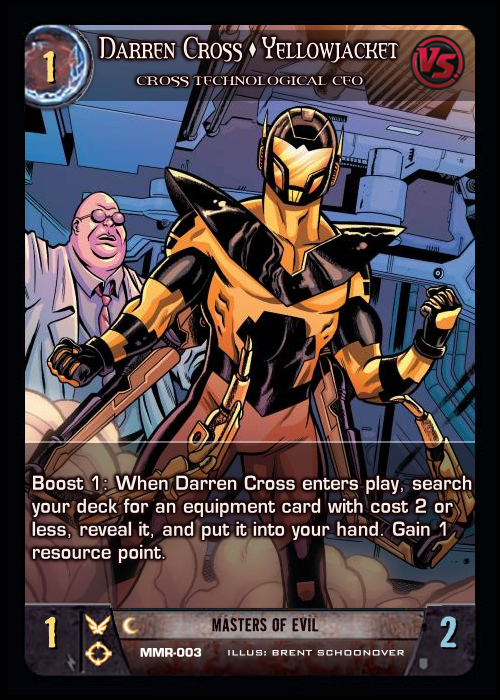 1
Darren Cross ♦ Yellowjacket
VS.
Cross Technological CEO
Boost 1: When Darren Cross enters play, search
your deck for an equipment card with cost 2 or
less, reveal it, and put it into your hand. Gain 1
resource point.
1
MASTERS OF EVIL
2
MMR-003 ILLUS: BRENT SCHOONOVER